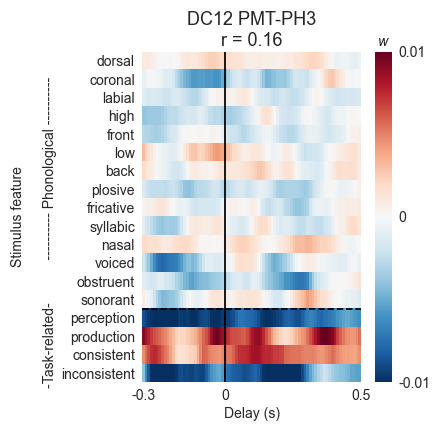 DC12 PMT-PH3
r = 0.16
w
Stimulus feature
---------- Phonological ----------
-Task-related-
dorsal
coronal
labial
high
front
low
back
plosive
fricative
syllabic
nasal
voiced
obstruent
sonorant
perception
production
consistent
inconsistent
0.01
0
-0.01
-0.3
0
0.5
Delay (s)